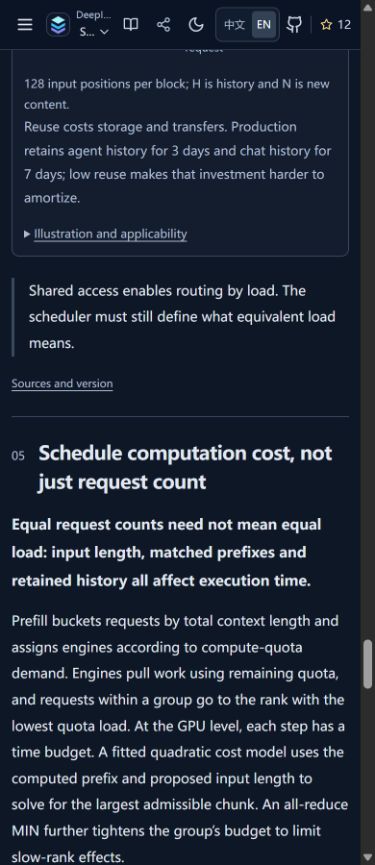 Deepl...
S...
中文
EN
12
request
128 input positions per block; H is history and N is new
content.
Reuse costs storage and transfers. Production
retains agent history for 3 days and chat history for
7 days; low reuse makes that investment harder to
amortize.
Illustration and applicability
Shared access enables routing by load. The
scheduler must still define what equivalent load
means.
Sources and version
05 Schedule computation cost, not
just request count
Equal request counts need not mean equal
load: input length, matched prefixes and
retained history all affect execution time.
Prefill buckets requests by total context length and
assigns engines according to compute-quota
demand. Engines pull work using remaining quota,
and requests within a group go to the rank with the
lowest quota load. At the GPU level, each step has a
time budget. A fitted quadratic cost model uses the
computed prefix and proposed input length to
solve for the largest admissible chunk. An all-reduce
MIN further tightens the group's budget to limit
slow-rank effects.